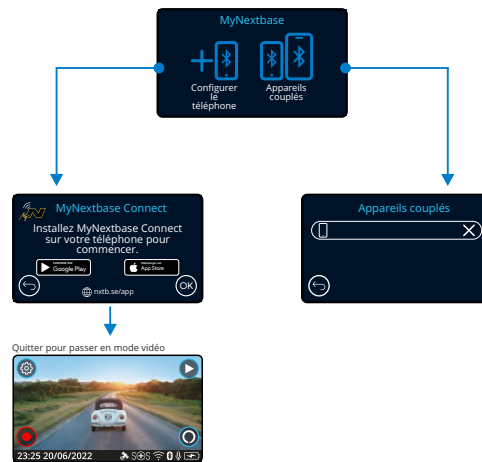 MyNextbase
Configurer
le
téléphone
Appareils
couplés
MyNextbase Connect
Installez MyNextbase Connect
sur votre téléphone pour
commencer.
Google Play
App Store
nxtb.se/app
OK
Appareils couplés
Quitter pour passer en mode vidéo
23:25 20/06/2022
SOS